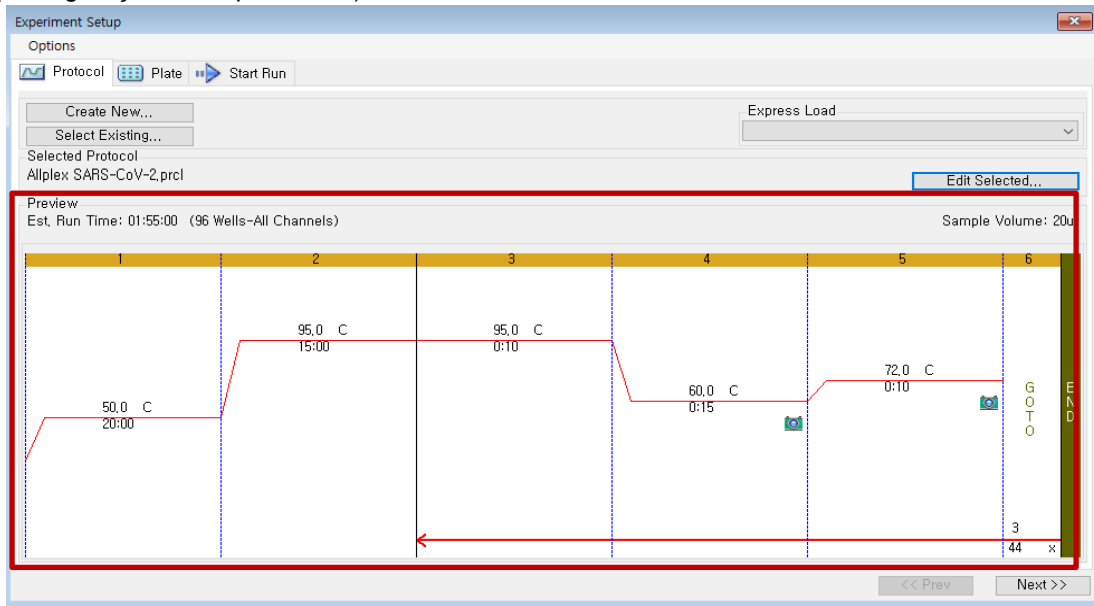 Experiment Setup
Options
Protocol Plate Start Run
Create New...
Select Existing...
Express Load
Selected Protocol
Allplex SARS-CoV-2.prcl
Edit Selected...
Preview
Est. Run Time: 01:55:00 (96 Wells-All Channels) Sample Volume: 20u
1 2 3 4 5 6
50.0 C
20:00
95.0 C
15:00
95.0 C
0:10
60.0 C
0:15
72.0 C
0:10
GOTO
END
3
44 x
<< Prev Next >>